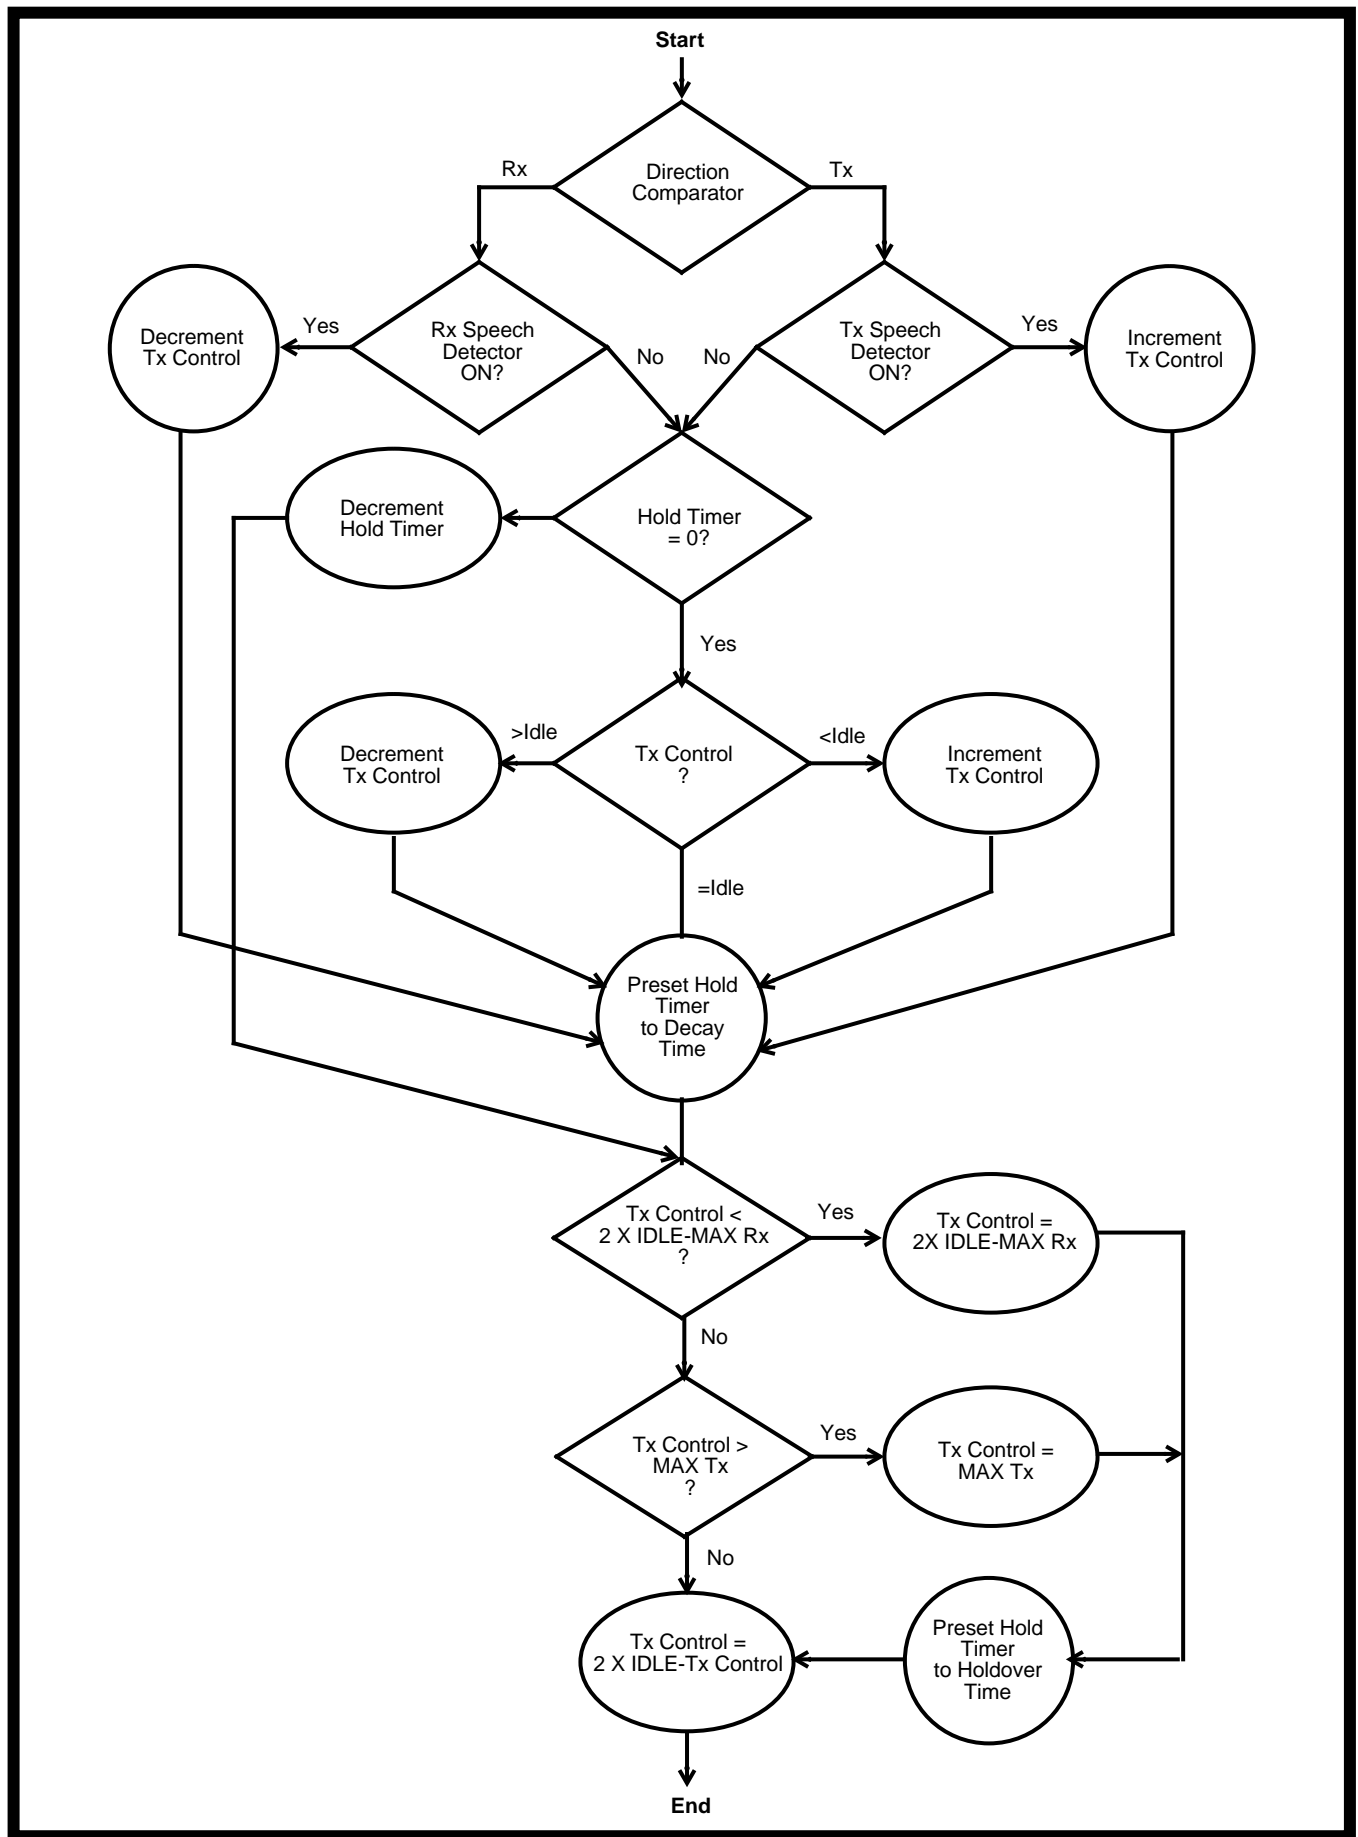 Start
Direction
Comparator
Rx
Tx
Decrement
Tx Control
Yes
Rx Speech
Detector
ON?
No
No
Tx Speech
Detector
ON?
Yes
Increment
Tx Control
Decrement
Hold Timer
Hold Timer
= 0?
Yes
Decrement
Tx Control
>Idle
Tx Control
?
<Idle
Increment
Tx Control
=Idle
Preset Hold
Timer
to Decay
Time
Tx Control <
2 X IDLE-MAX Rx
?
Yes
Tx Control =
2X IDLE-MAX Rx
No
Tx Control >
MAX Tx
?
Yes
Tx Control =
MAX Tx
No
Tx Control =
2 X IDLE-Tx Control
Preset Hold
Timer
to Holdover
Time
End